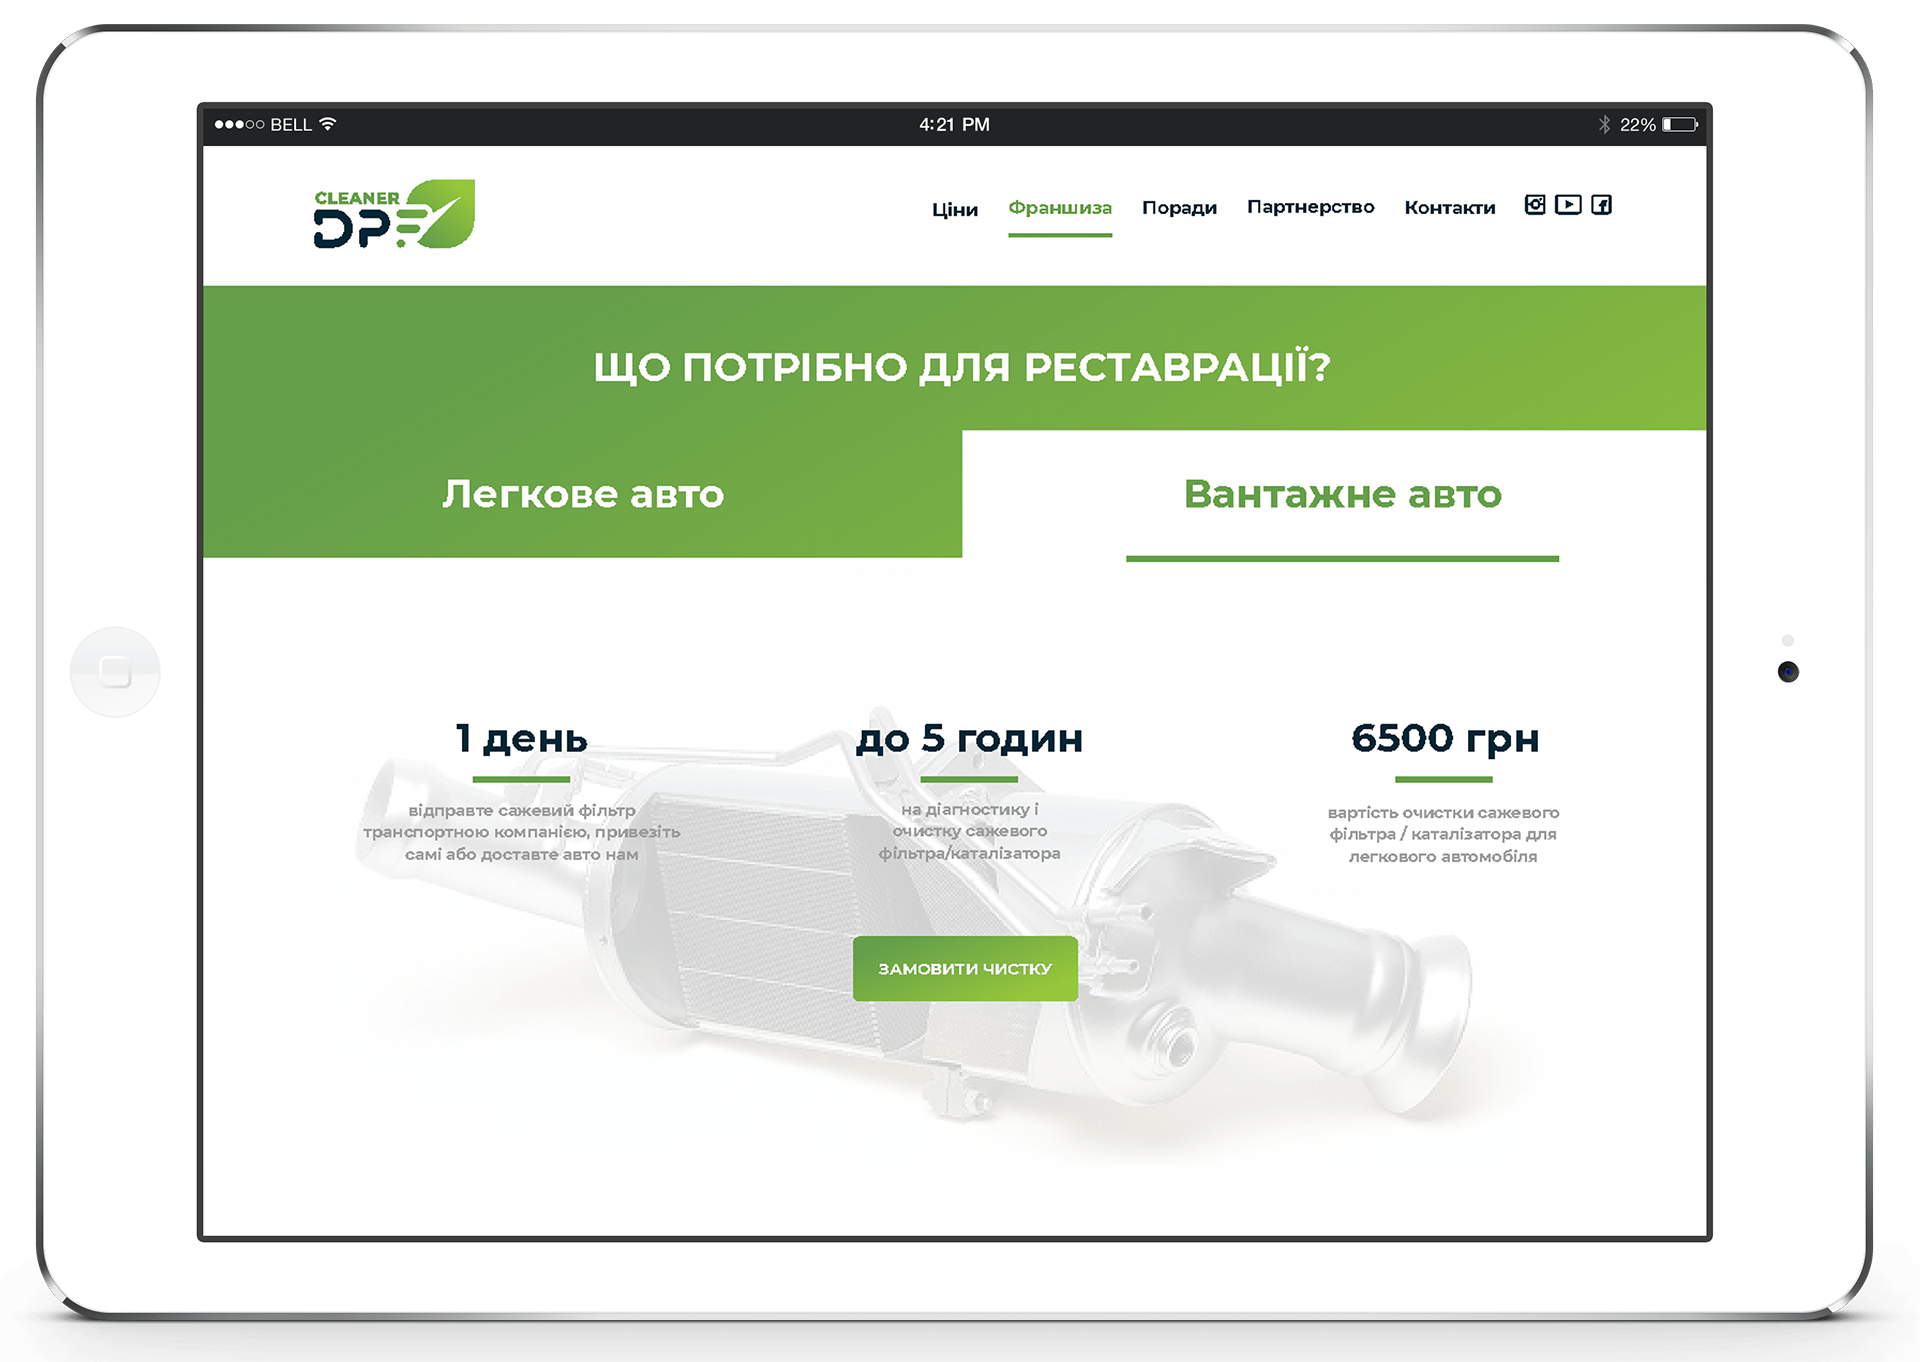 BELL
4:21 PM
22%
CLEANER
DPF
Ціни Франшиза Поради Партнерство Контакти
ЩО ПОТРІБНО ДЛЯ РЕСТАВРАЦІЇ?
Легкове авто
Вантажне авто
1 день
відправте сажевий фільтр
транспортною компанією, привезіть
самі або доставте авто нам
до 5 годин
на діагностику і
очистку сажевого
фільтра/каталізатора
6500 грн
вартість очистки сажевого
фільтра / каталізатора для
легкового автомобіля
ЗАМОВИТИ ЧИСТКУ